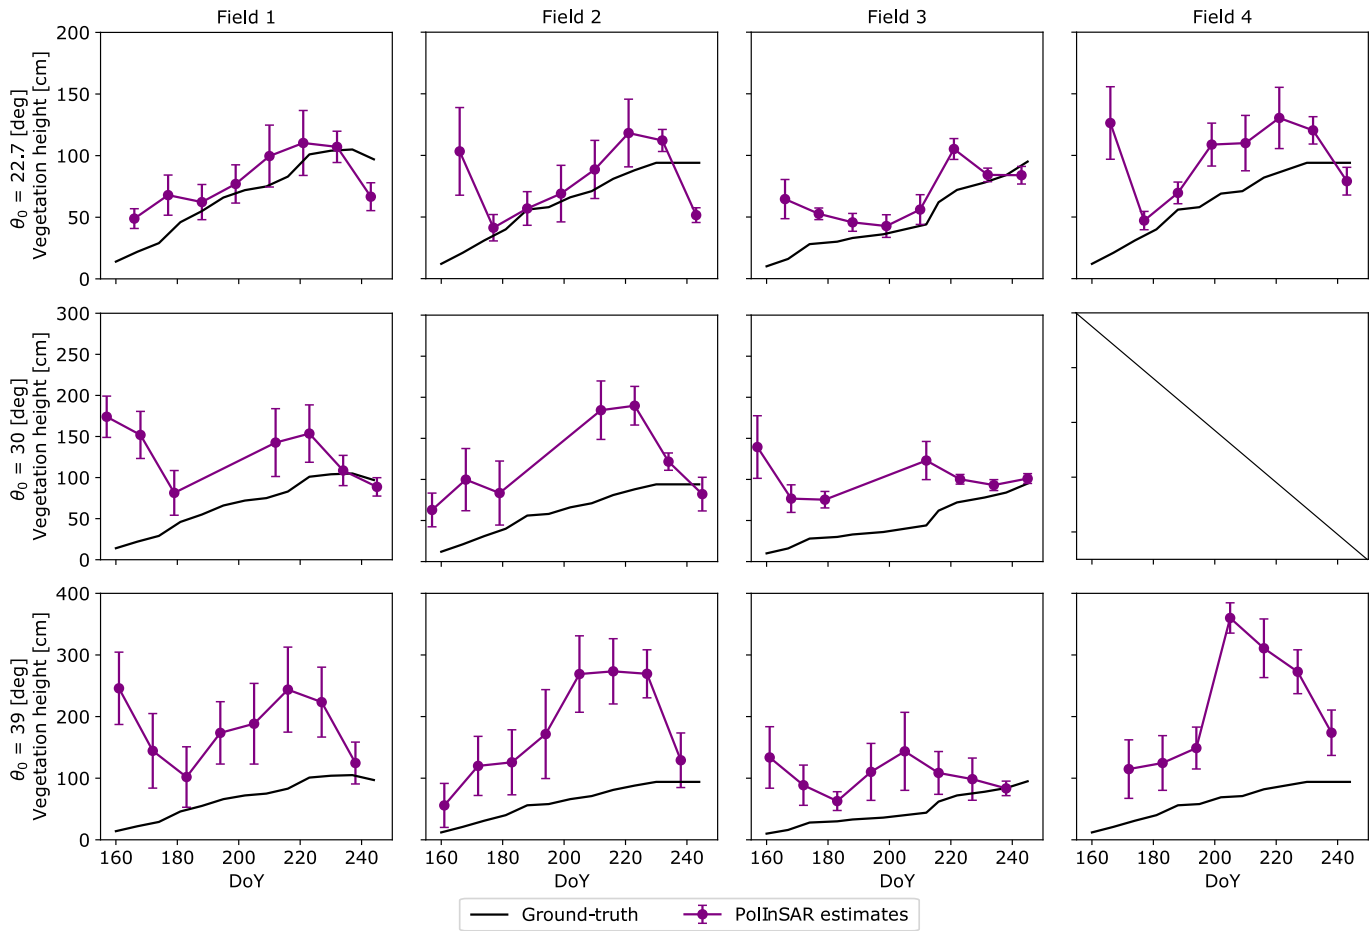 Field 1 Field 2 Field 3 Field 4
θ0 = 22.7 [deg]
Vegetation height [cm]
200
150
100
50
0
θ0 = 30 [deg]
Vegetation height [cm]
300
250
200
150
100
50
0
θ0 = 39 [deg]
Vegetation height [cm]
400
300
200
100
0
160 180 200 220 240 160 180 200 220 240 160 180 200 220 240 160 180 200 220 240
DoY DoY DoY DoY
Ground-truth PolInSAR estimates